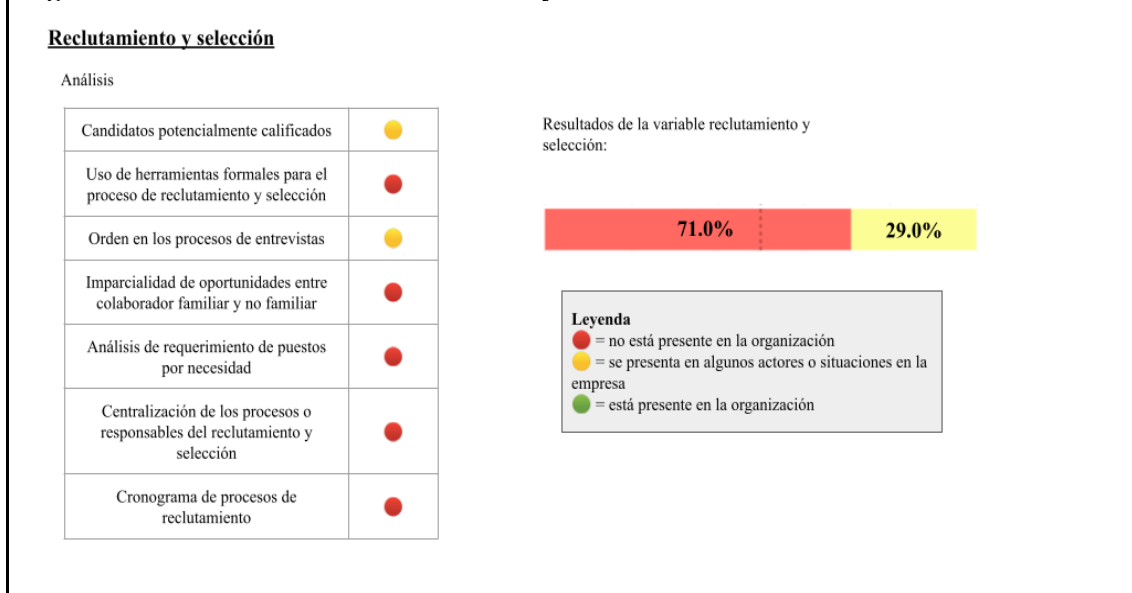 Reclutamiento y selección
Análisis
Candidatos potencialmente calificados
Uso de herramientas formales para el
proceso de reclutamiento y selección
Orden en los procesos de entrevistas
Imparcialidad de oportunidades entre
colaborador familiar y no familiar
Análisis de requerimiento de puestos
por necesidad
Centralización de los procesos o
responsables del reclutamiento y
selección
Cronograma de procesos de
reclutamiento
Resultados de la variable reclutamiento y
selección:
71.0%
29.0%
Leyenda
= no está presente en la organización
= se presenta en algunos actores o situaciones en la
empresa
= está presente en la organización